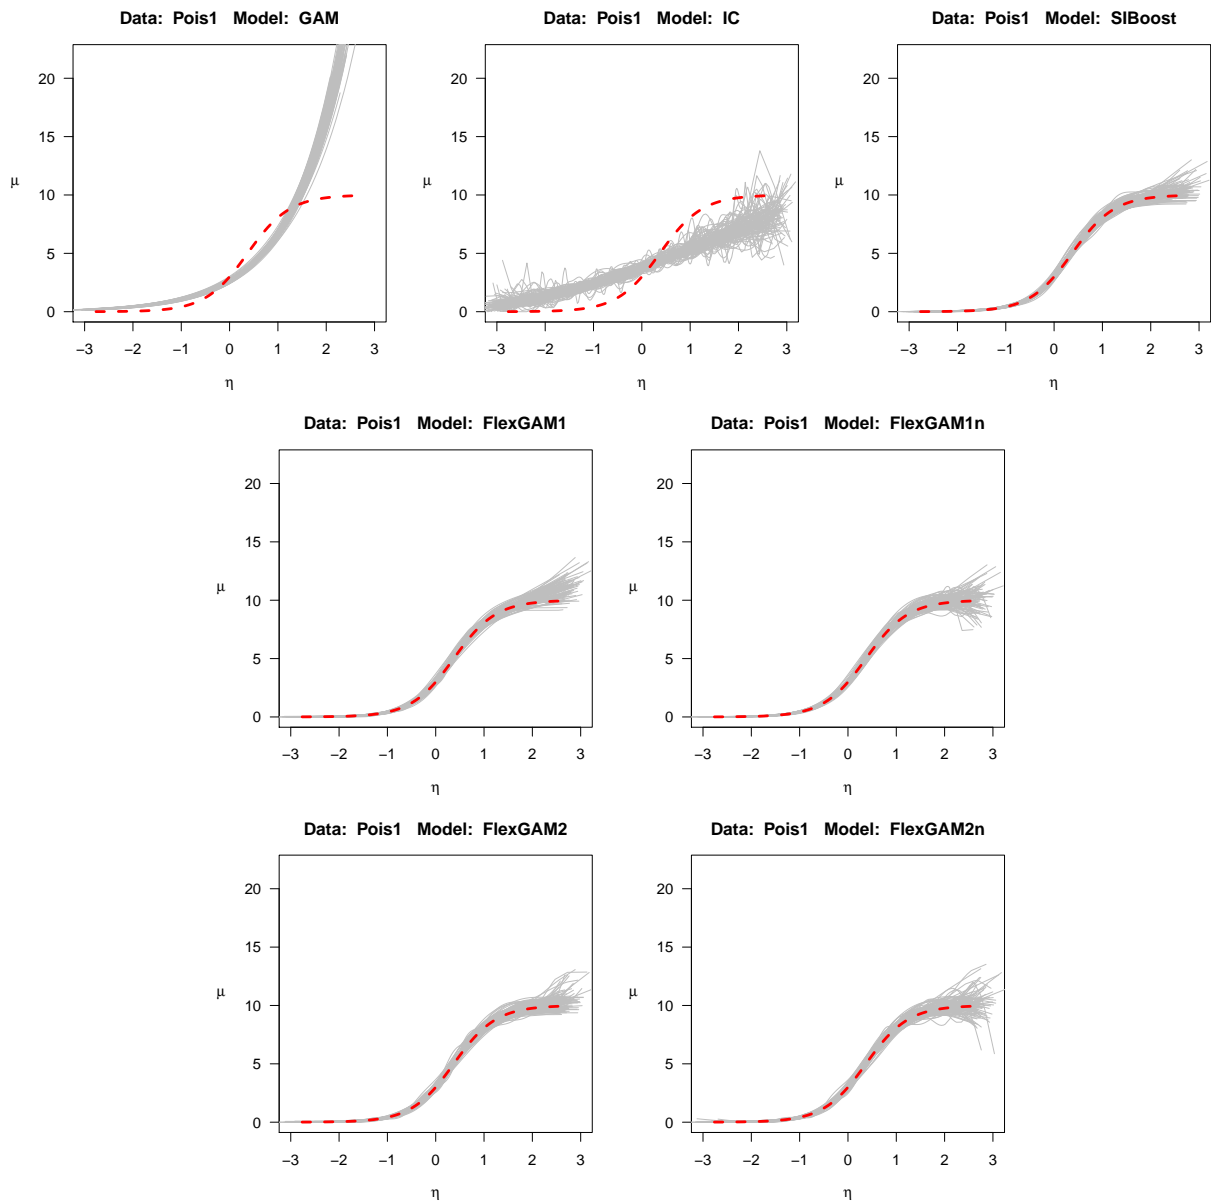 Data: Pois1 Model: GAM
Data: Pois1 Model: IC
Data: Pois1 Model: SIBoost
20
15
10
5
0
μ
−3 −2 −1 0 1 2 3
η
20
15
10
5
0
μ
−3 −2 −1 0 1 2 3
η
20
15
10
5
0
μ
−3 −2 −1 0 1 2 3
η
Data: Pois1 Model: FlexGAM1
Data: Pois1 Model: FlexGAM1n
20
15
10
5
0
μ
−3 −2 −1 0 1 2 3
η
20
15
10
5
0
μ
−3 −2 −1 0 1 2 3
η
Data: Pois1 Model: FlexGAM2
Data: Pois1 Model: FlexGAM2n
20
15
10
5
0
μ
−3 −2 −1 0 1 2 3
η
20
15
10
5
0
μ
−3 −2 −1 0 1 2 3
η